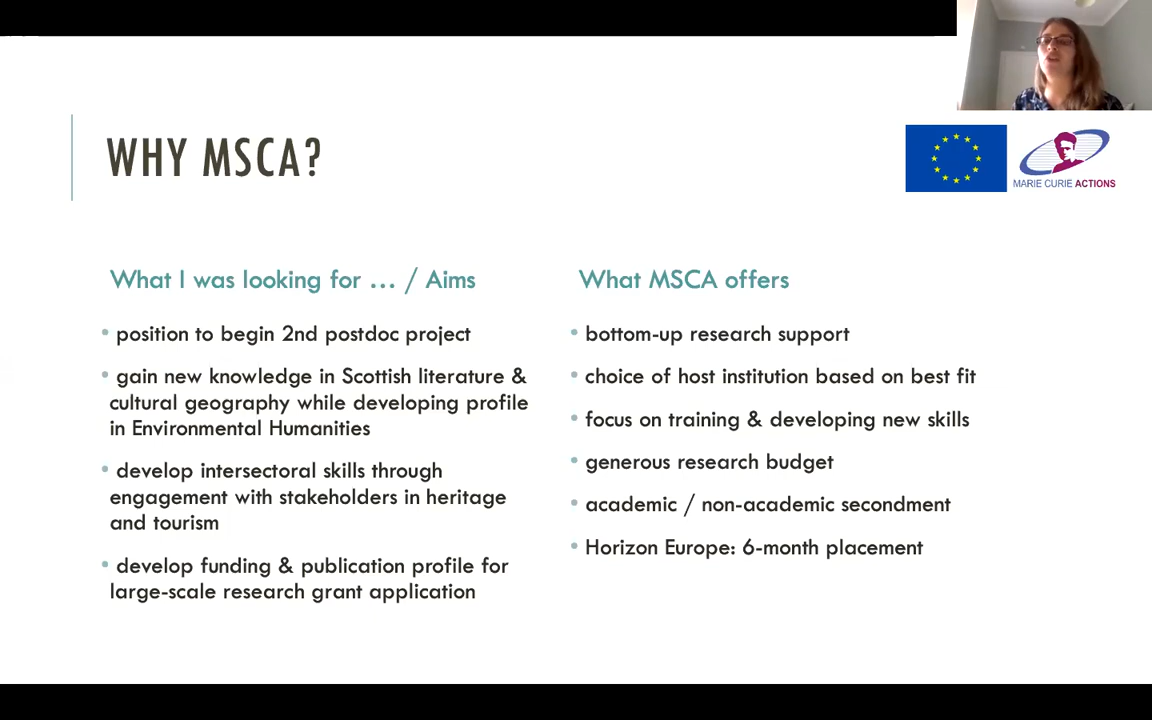 WHY MSCA?
MARIE CURIE ACTIONS
What I was looking for … / Aims
• position to begin 2nd postdoc project
• gain new knowledge in Scottish literature &
cultural geography while developing profile
in Environmental Humanities
• develop intersectoral skills through
engagement with stakeholders in heritage
and tourism
• develop funding & publication profile for
large-scale research grant application
What MSCA offers
• bottom-up research support
• choice of host institution based on best fit
• focus on training & developing new skills
• generous research budget
• academic / non-academic secondment
• Horizon Europe: 6-month placement